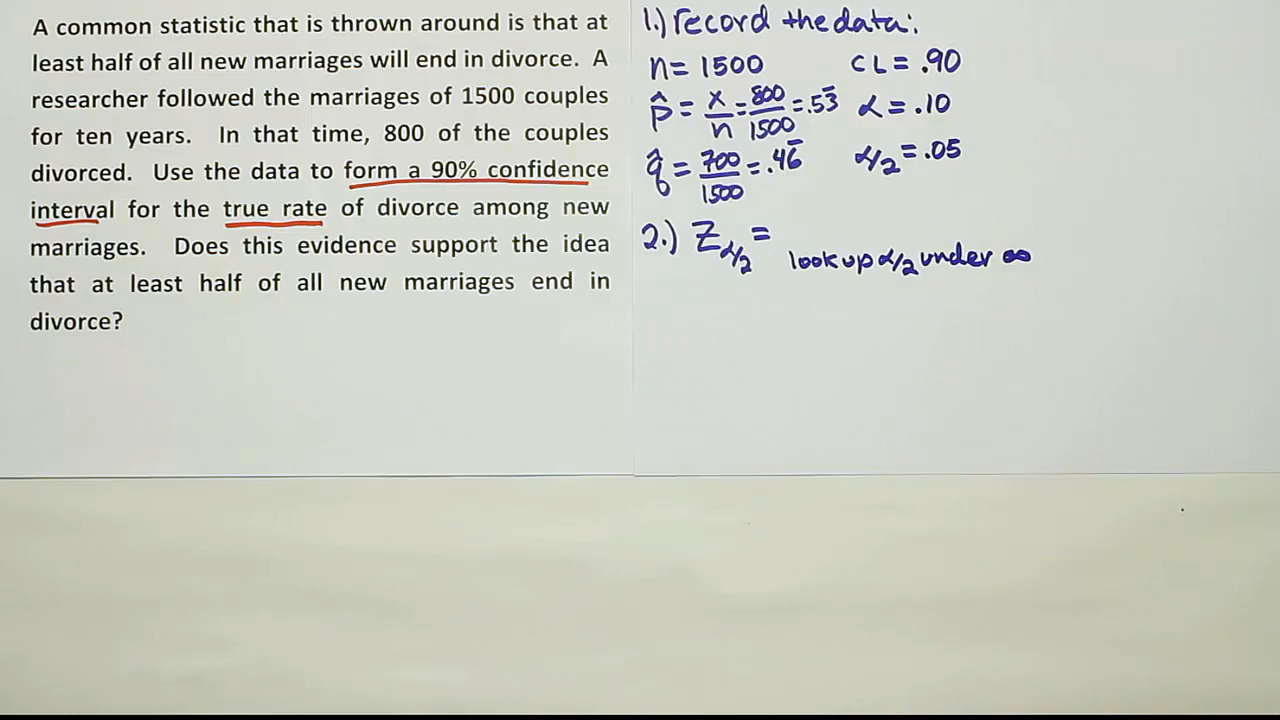 A common statistic that is thrown around is that at
least half of all new marriages will end in divorce. A
researcher followed the marriages of 1500 couples
for ten years. In that time, 800 of the couples
divorced. Use the data to form a 90% confidence
interval for the true rate of divorce among new
marriages. Does this evidence support the idea
that at least half of all new marriages end in
divorce?
1.) record the data:
n = 1500 CL = .90
p̂ = x/n = 800/1500 = .53̅ α = .10
q̂ = 700/1500 = .46̅ α/2 = .05
2.) Z α/2 =
look up α/2 under ∞